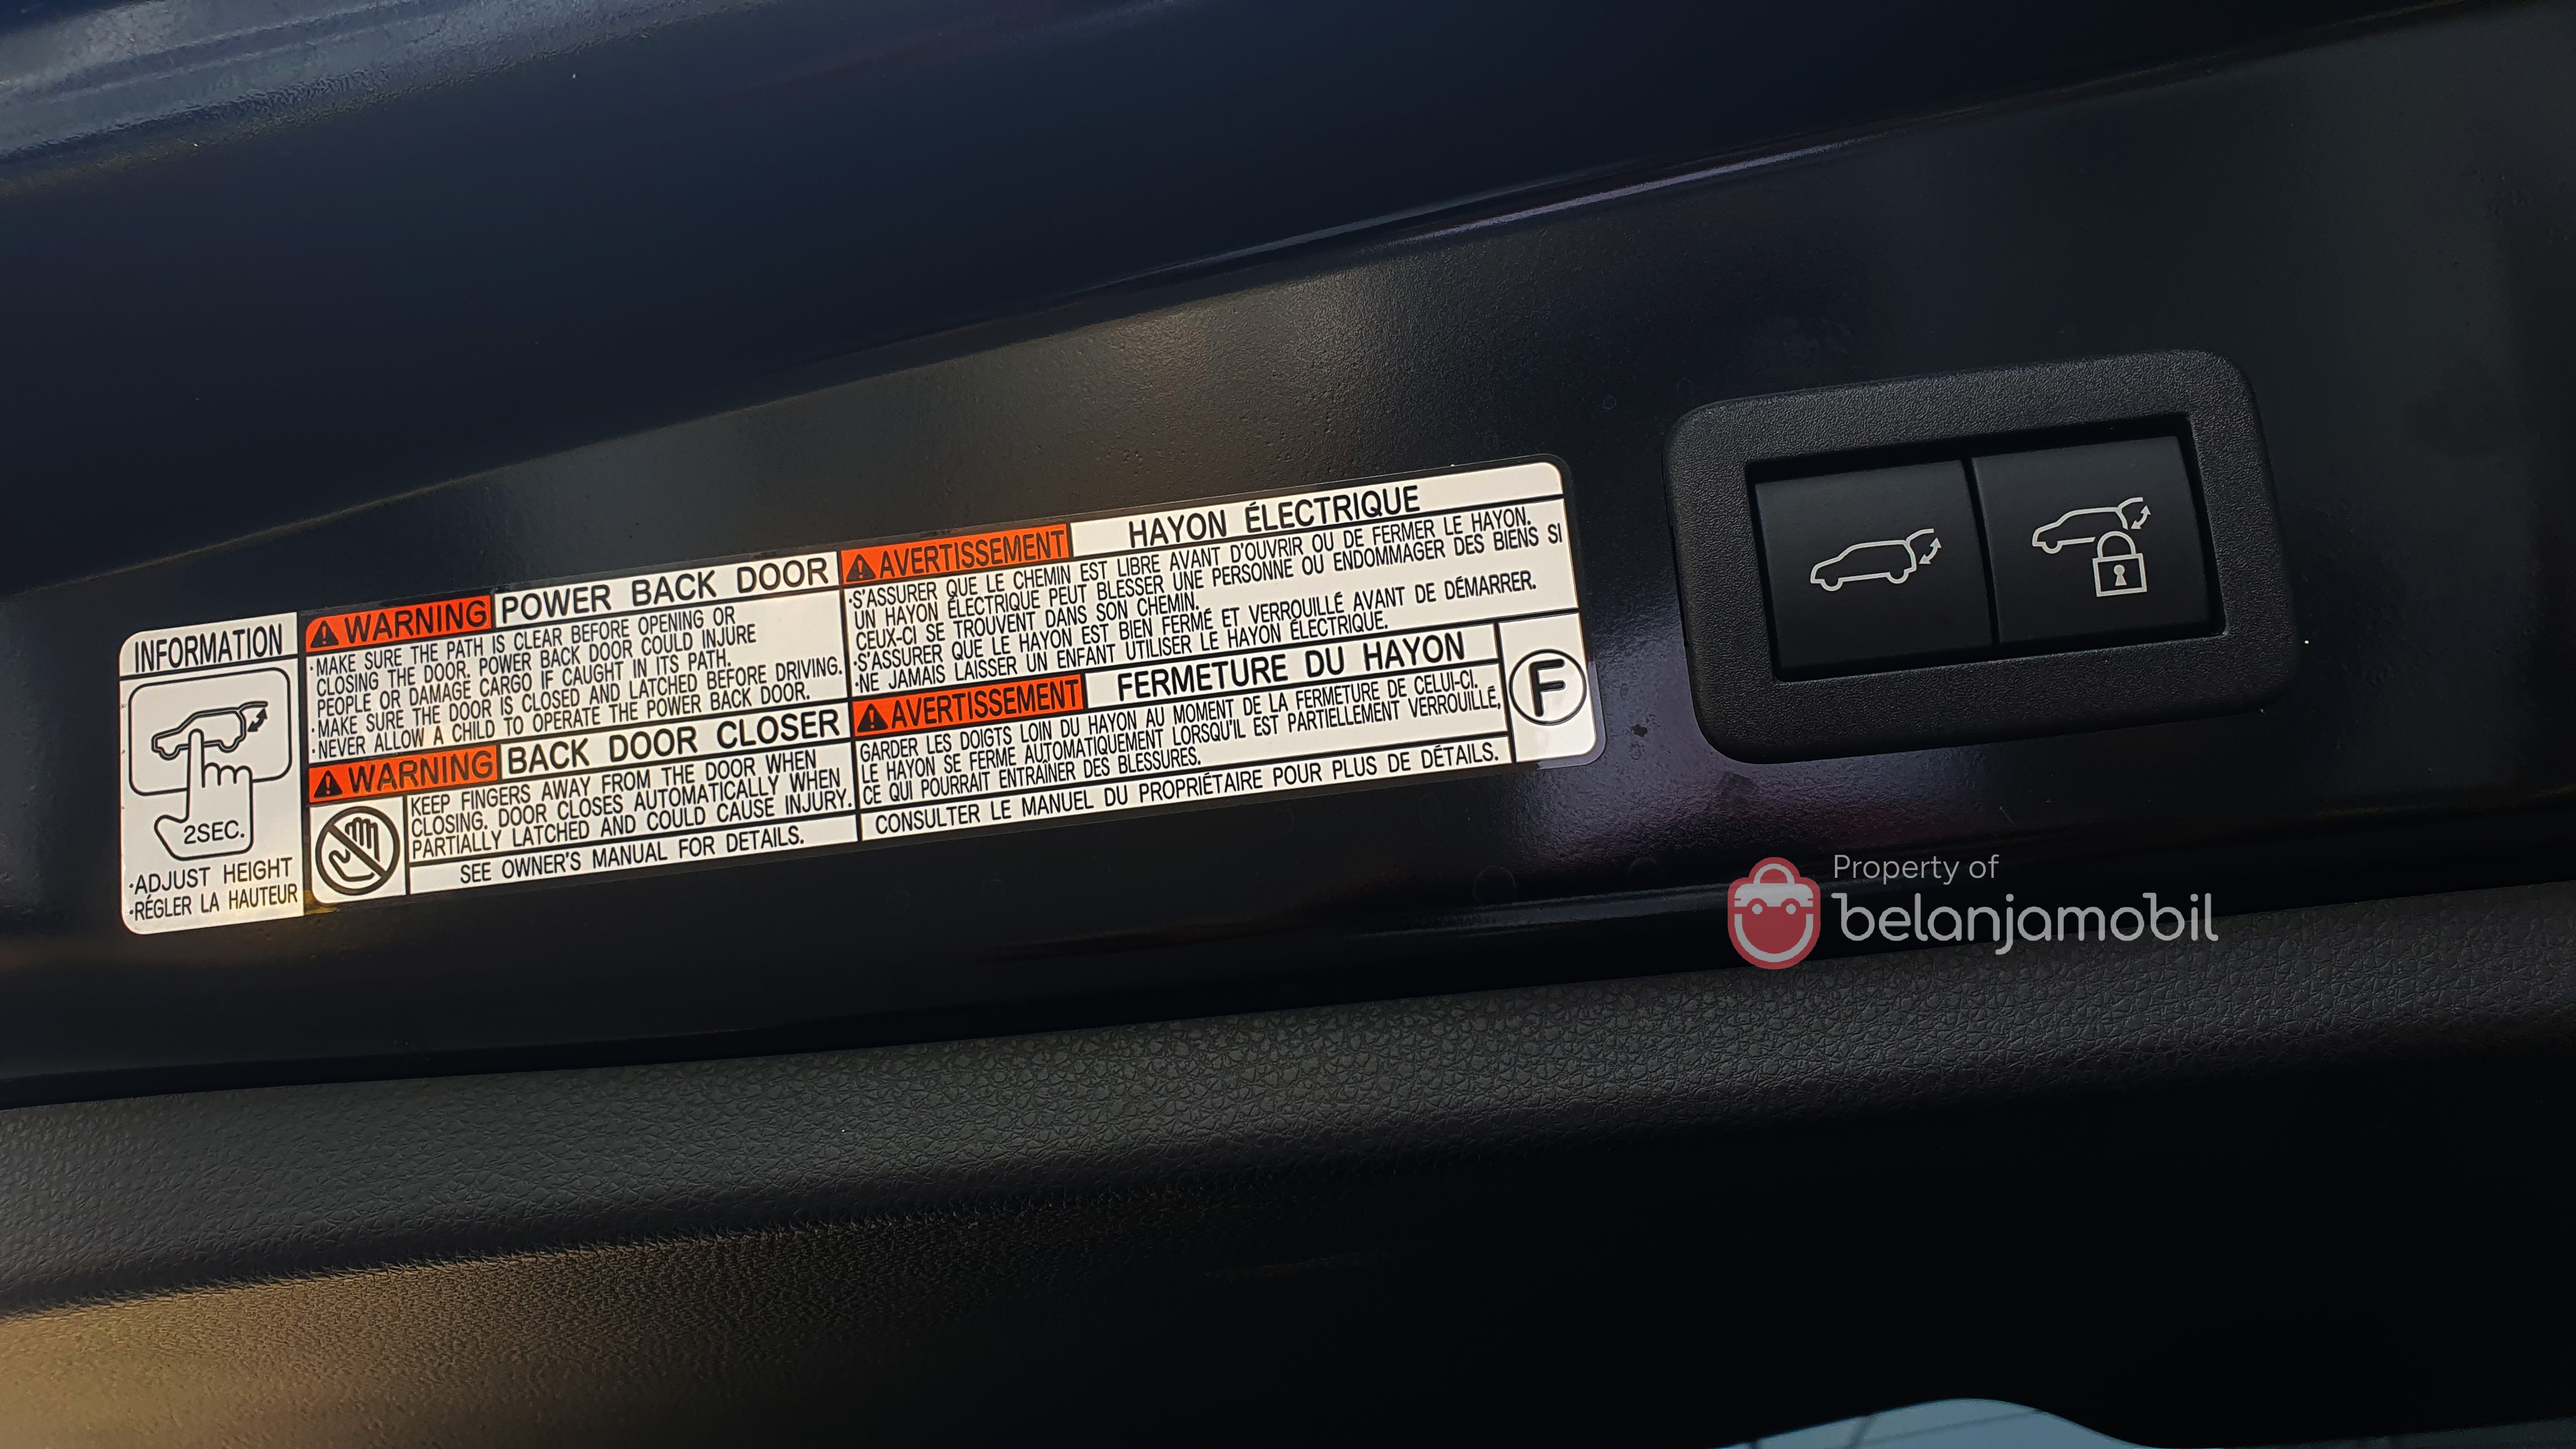 INFORMATION
2SEC.
·ADJUST HEIGHT
·RÉGLER LA HAUTEUR
WARNING POWER BACK DOOR
·MAKE SURE THE PATH IS CLEAR BEFORE OPENING OR
CLOSING THE DOOR. POWER BACK DOOR COULD INJURE
PEOPLE OR DAMAGE CARGO IF CAUGHT IN ITS PATH.
·MAKE SURE THE DOOR IS CLOSED AND LATCHED BEFORE DRIVING.
·NEVER ALLOW A CHILD TO OPERATE THE POWER BACK DOOR.
WARNING BACK DOOR CLOSER
KEEP FINGERS AWAY FROM THE DOOR WHEN
CLOSING. DOOR CLOSES AUTOMATICALLY WHEN
PARTIALLY LATCHED AND COULD CAUSE INJURY.
SEE OWNER'S MANUAL FOR DETAILS.
AVERTISSEMENT HAYON ÉLECTRIQUE
·S'ASSURER QUE LE CHEMIN EST LIBRE AVANT D'OUVRIR OU DE FERMER LE HAYON.
UN HAYON ÉLECTRIQUE PEUT BLESSER UNE PERSONNE OU ENDOMMAGER DES BIENS SI
CEUX-CI SE TROUVENT DANS SON CHEMIN.
·S'ASSURER QUE LE HAYON EST BIEN FERMÉ ET VERROUILLÉ AVANT DE DÉMARRER.
·NE JAMAIS LAISSER UN ENFANT UTILISER LE HAYON ÉLECTRIQUE.
AVERTISSEMENT FERMETURE DU HAYON
GARDER LES DOIGTS LOIN DU HAYON AU MOMENT DE LA FERMETURE DE CELUI-CI.
LE HAYON SE FERME AUTOMATIQUEMENT LORSQU'IL EST PARTIELLEMENT VERROUILLÉ,
CE QUI POURRAIT ENTRAÎNER DES BLESSURES.
CONSULTER LE MANUEL DU PROPRIÉTAIRE POUR PLUS DE DÉTAILS.
F
Property of
belanjamobil